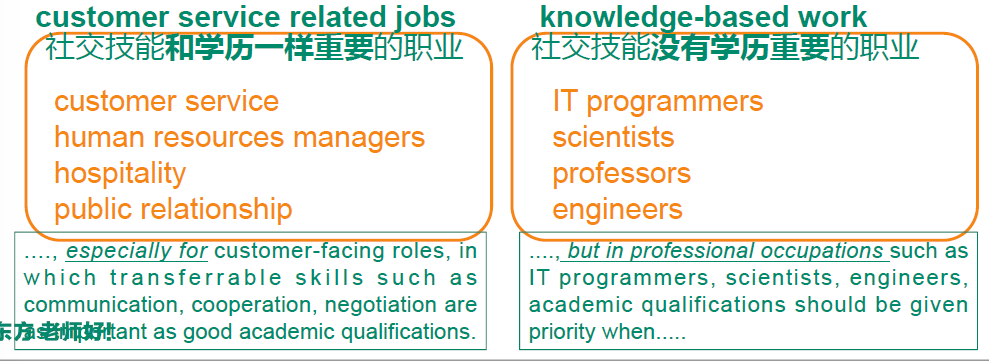 customer service related jobs
社交技能和学历一样重要的职业
customer service
human resources managers
hospitality
public relationship
...., especially for customer-facing roles, in
which transferrable skills such as
communication, cooperation, negotiation are
as important as good academic qualifications.
东方 老师好!
knowledge-based work
社交技能没有学历重要的职业
IT programmers
scientists
professors
engineers
...., but in professional occupations such as
IT programmers, scientists, engineers,
academic qualifications should be given
priority when.....